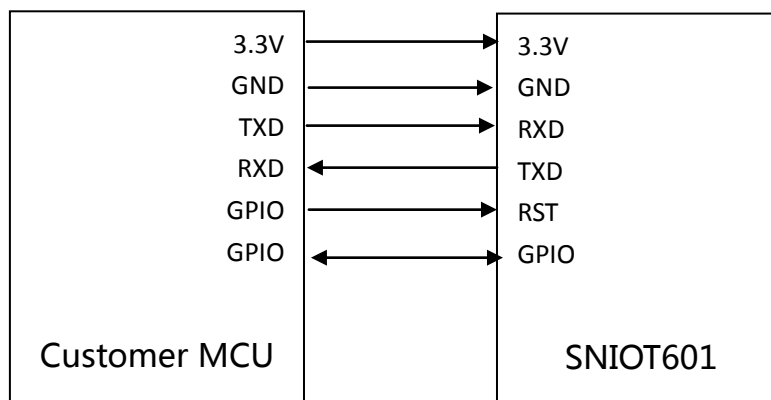 3.3V 3.3V
GND GND
TXD RXD
RXD TXD
GPIO RST
GPIO GPIO
Customer MCU SNIOT601